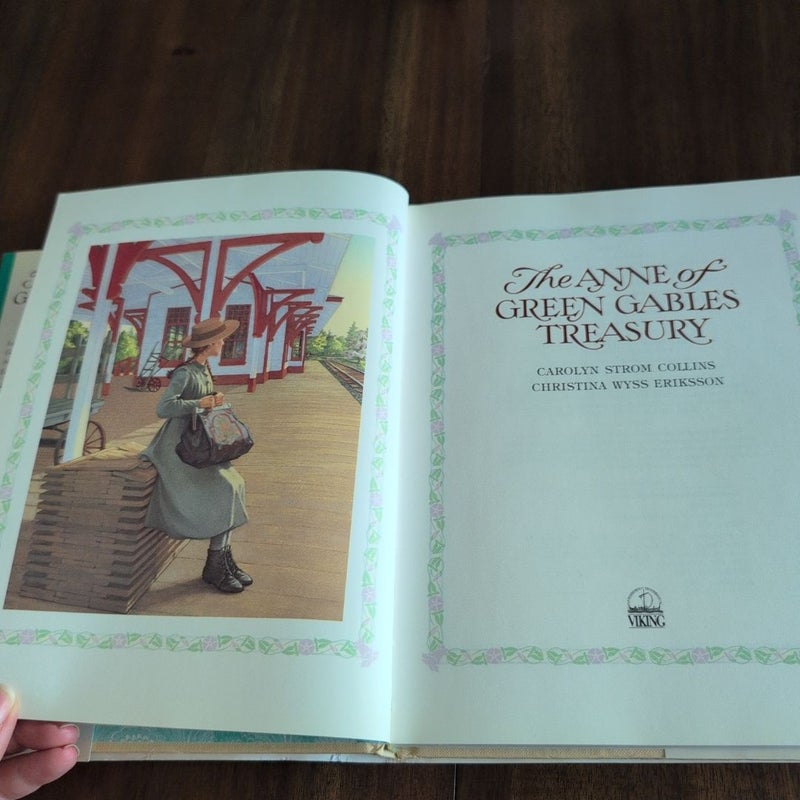 The ANNE of
GREEN GABLES
TREASURY
CAROLYN STROM COLLINS
CHRISTINA WYSS ERIKSSON
VIKING